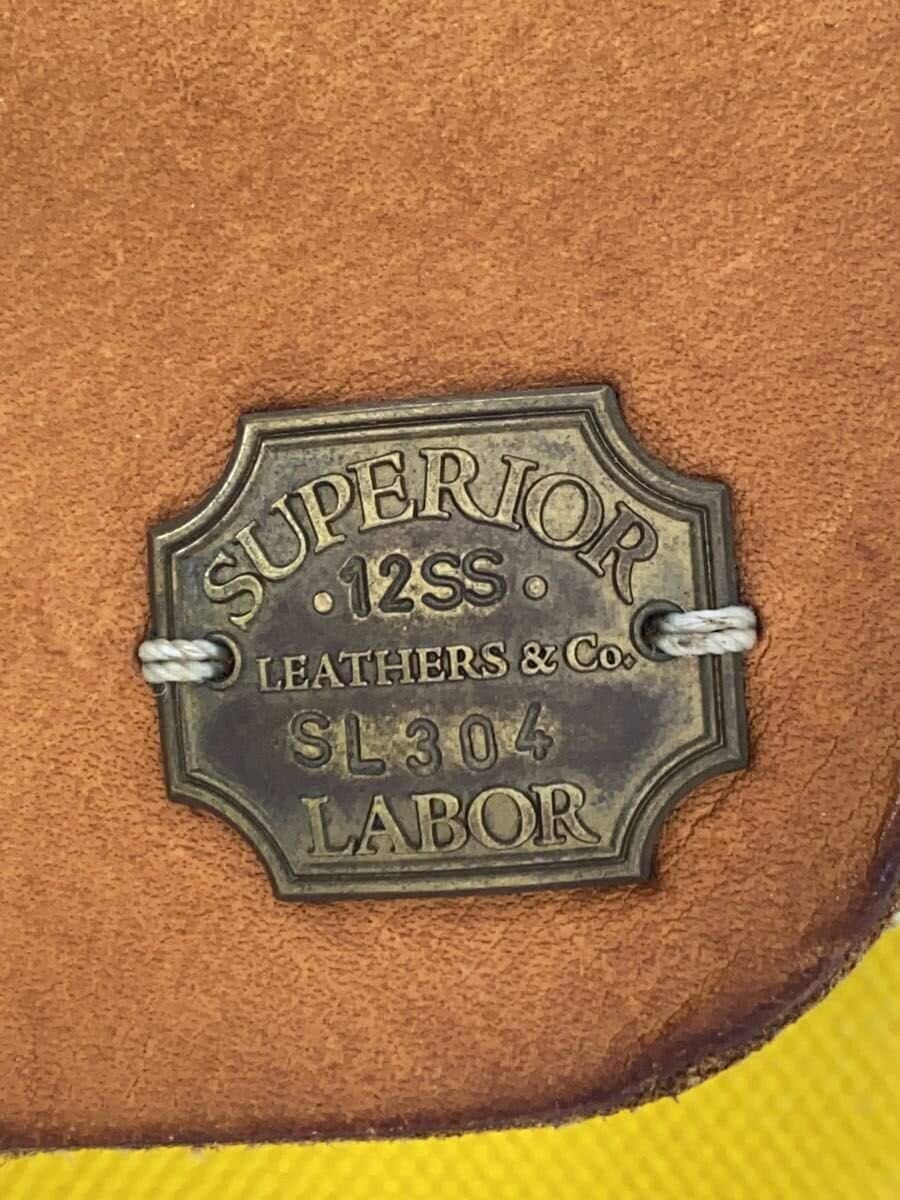 SUPERIOR
· 12SS ·
LEATHERS & Co.
SL304
LABOR